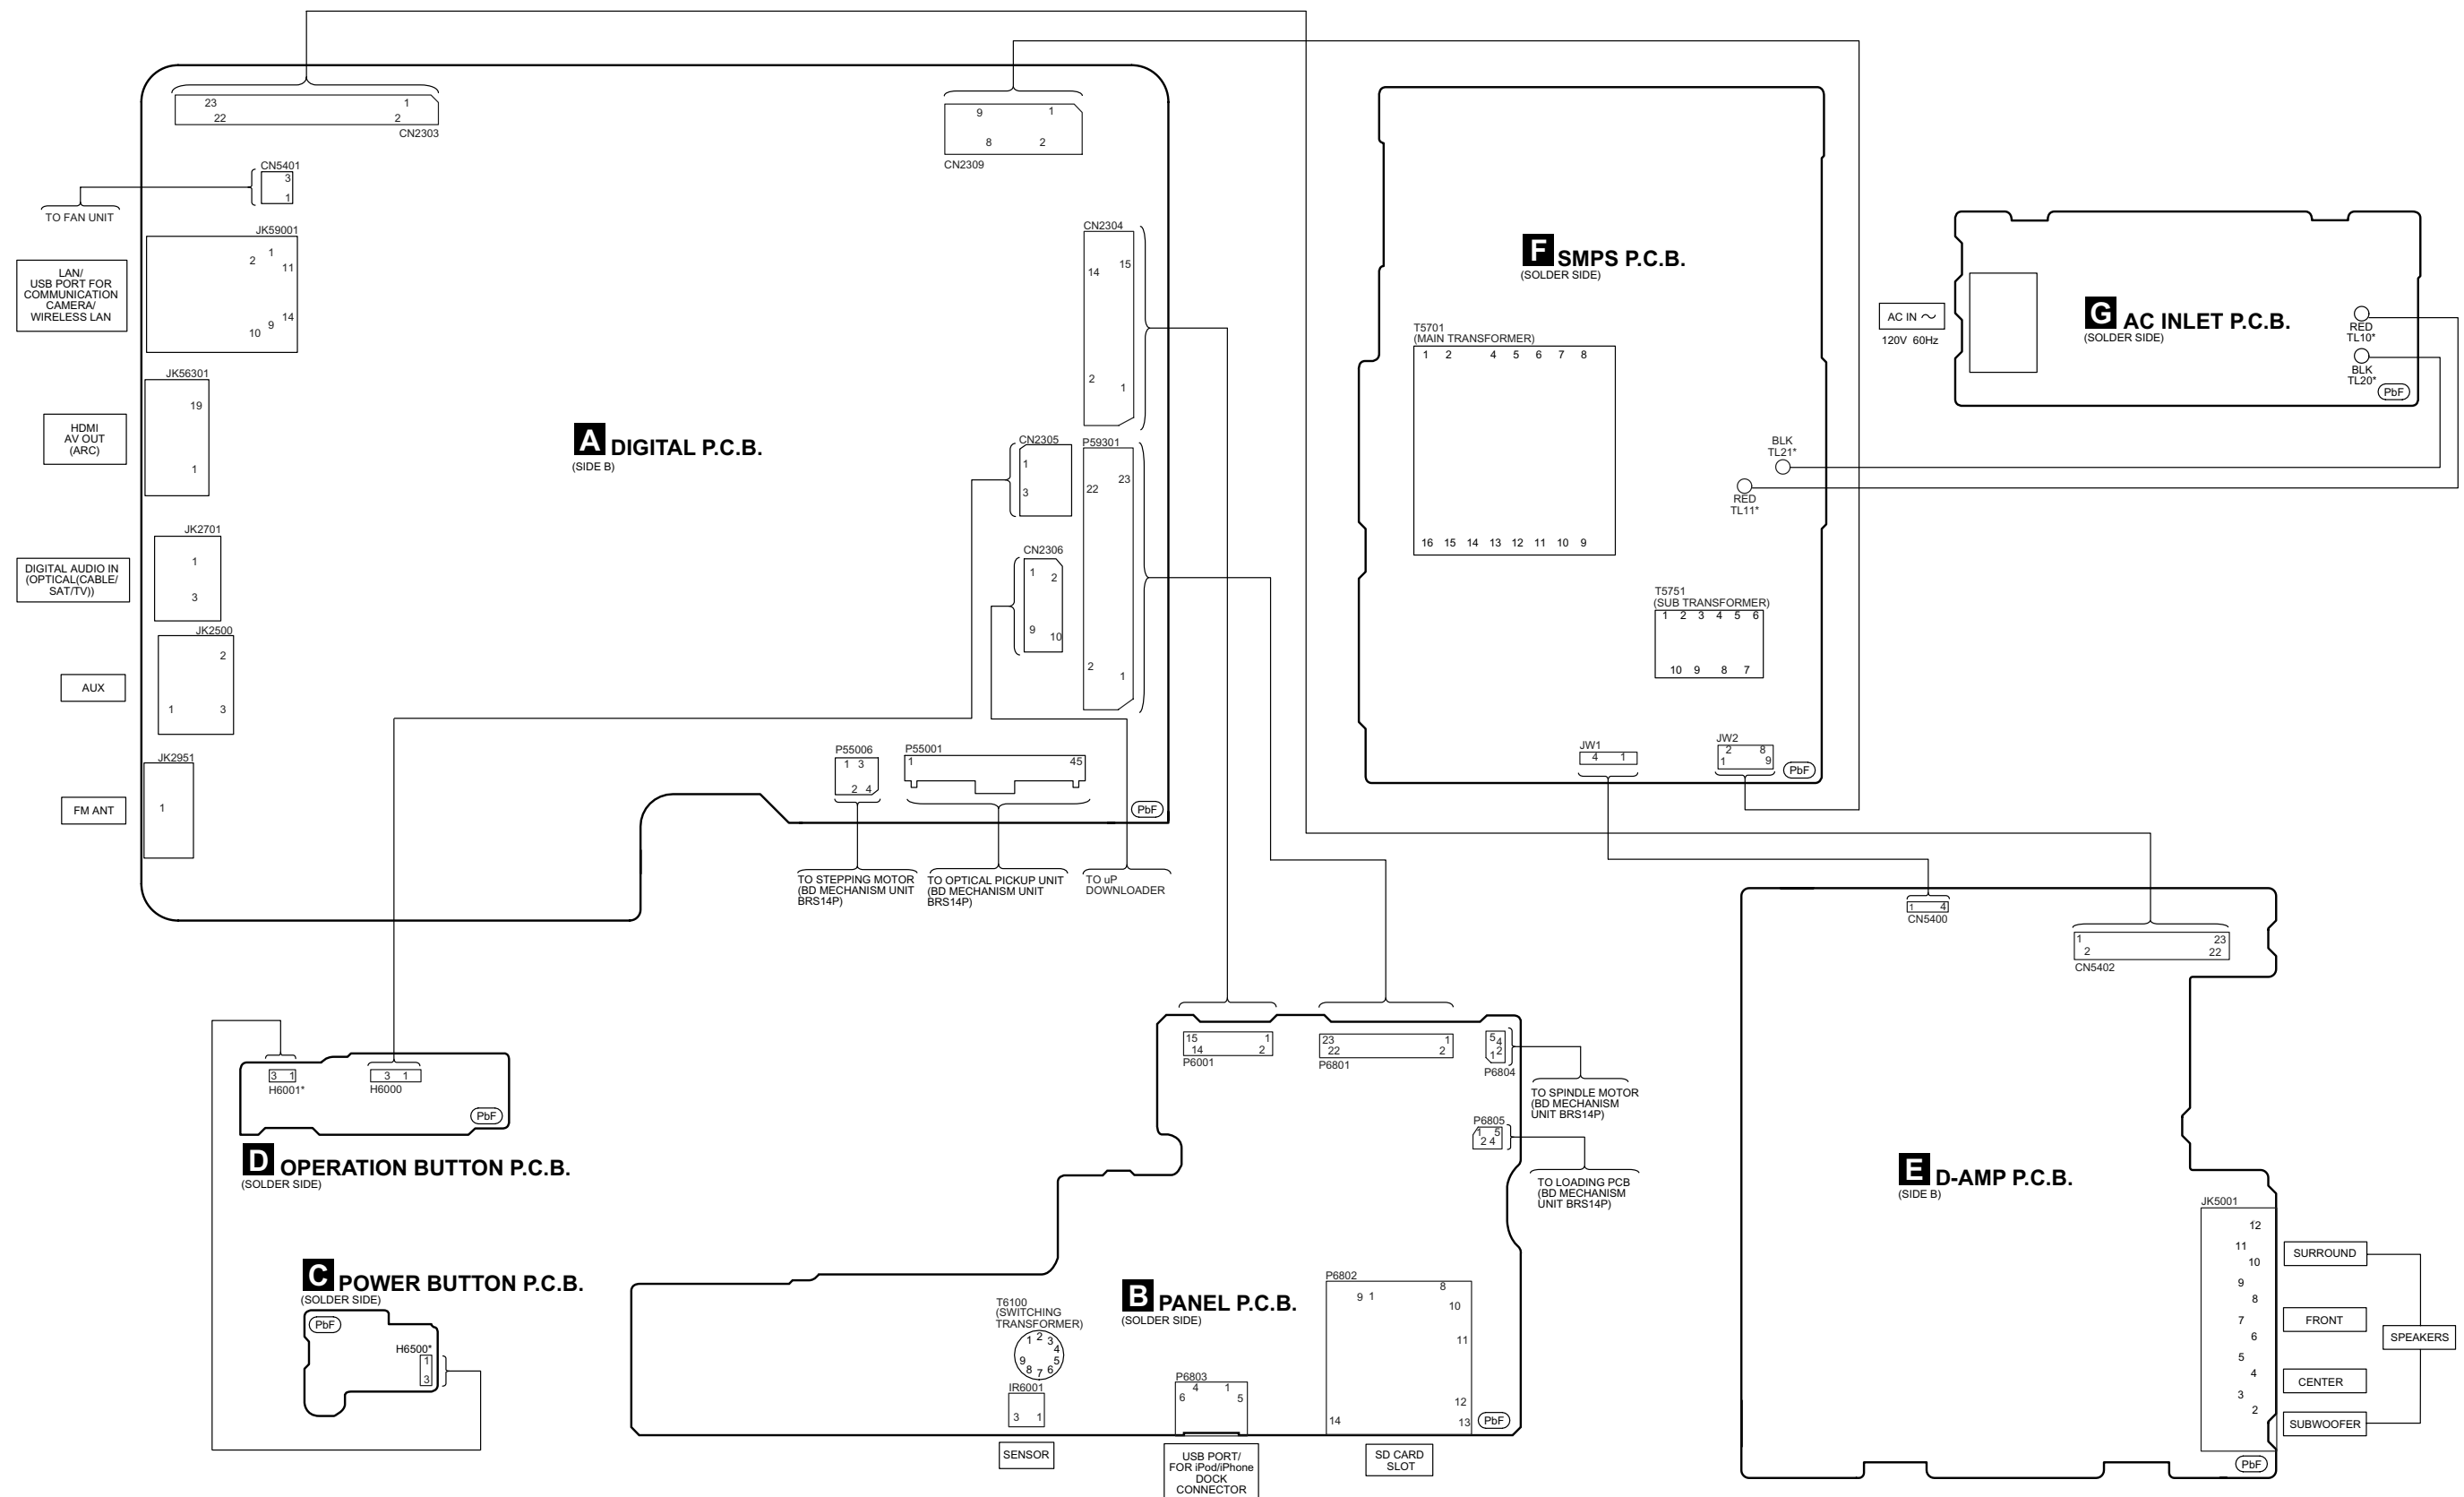 23 1
22 2
CN2303
9 1
8 2
CN2309
CN5401
3
1
TO FAN UNIT
JK59001
1
2
11
14
9
10
LAN/
USB PORT FOR
COMMUNICATION
CAMERA/
WIRELESS LAN
JK56301
19
1
HDMI
AV OUT
(ARC)
A DIGITAL P.C.B.
(SIDE B)
CN2304
15
14
2
1
CN2305
1
3
P59301
23
22
2
1
CN2306
1
2
9
10
JK2701
1
3
DIGITAL AUDIO IN
(OPTICAL(CABLE/
SAT/TV))
JK2500
2
1 3
AUX
JK2951
1
FM ANT
P55006
1 3
2 4
P55001
1 45
PbF
TO STEPPING MOTOR
(BD MECHANISM UNIT
BRS14P)
TO OPTICAL PICKUP UNIT
(BD MECHANISM UNIT
BRS14P)
TO uP
DOWNLOADER
F SMPS P.C.B.
(SOLDER SIDE)
T5701
(MAIN TRANSFORMER)
1 2 4 5 6 7 8
16 15 14 13 12 11 10 9
BLK
TL21*
RED
TL11*
T5751
(SUB TRANSFORMER)
1 2 3 4 5 6
10 9 8 7
JW1
4 1
JW2
2 8
1 9
PbF
AC IN ～
120V 60Hz
G AC INLET P.C.B.
(SOLDER SIDE)
RED
TL10*
BLK
TL20*
PbF
3 1
H6001*
3 1
H6000
PbF
D OPERATION BUTTON P.C.B.
(SOLDER SIDE)
C POWER BUTTON P.C.B.
(SOLDER SIDE)
PbF
H6500*
1
3
15 1
14 2
P6001
23 1
22 2
P6801
5
4
2
1
P6804
TO SPINDLE MOTOR
(BD MECHANISM
UNIT BRS14P)
P6805
1 5
2 4
TO LOADING PCB
(BD MECHANISM
UNIT BRS14P)
B PANEL P.C.B.
(SOLDER SIDE)
T6100
(SWITCHING
TRANSFORMER)
1 2 3
4
5
6
7
8
9
IR6001
3 1
SENSOR
P6803
4 1
6 5
USB PORT/
FOR iPod/iPhone
DOCK
CONNECTOR
P6802
8
9 1
10
11
12
14 13
PbF
SD CARD
SLOT
1 4
CN5400
1 23
2 22
CN5402
E D-AMP P.C.B.
(SIDE B)
JK5001
12
11
10
9
8
7
6
5
4
3
2
SURROUND
FRONT
SPEAKERS
CENTER
SUBWOOFER
PbF